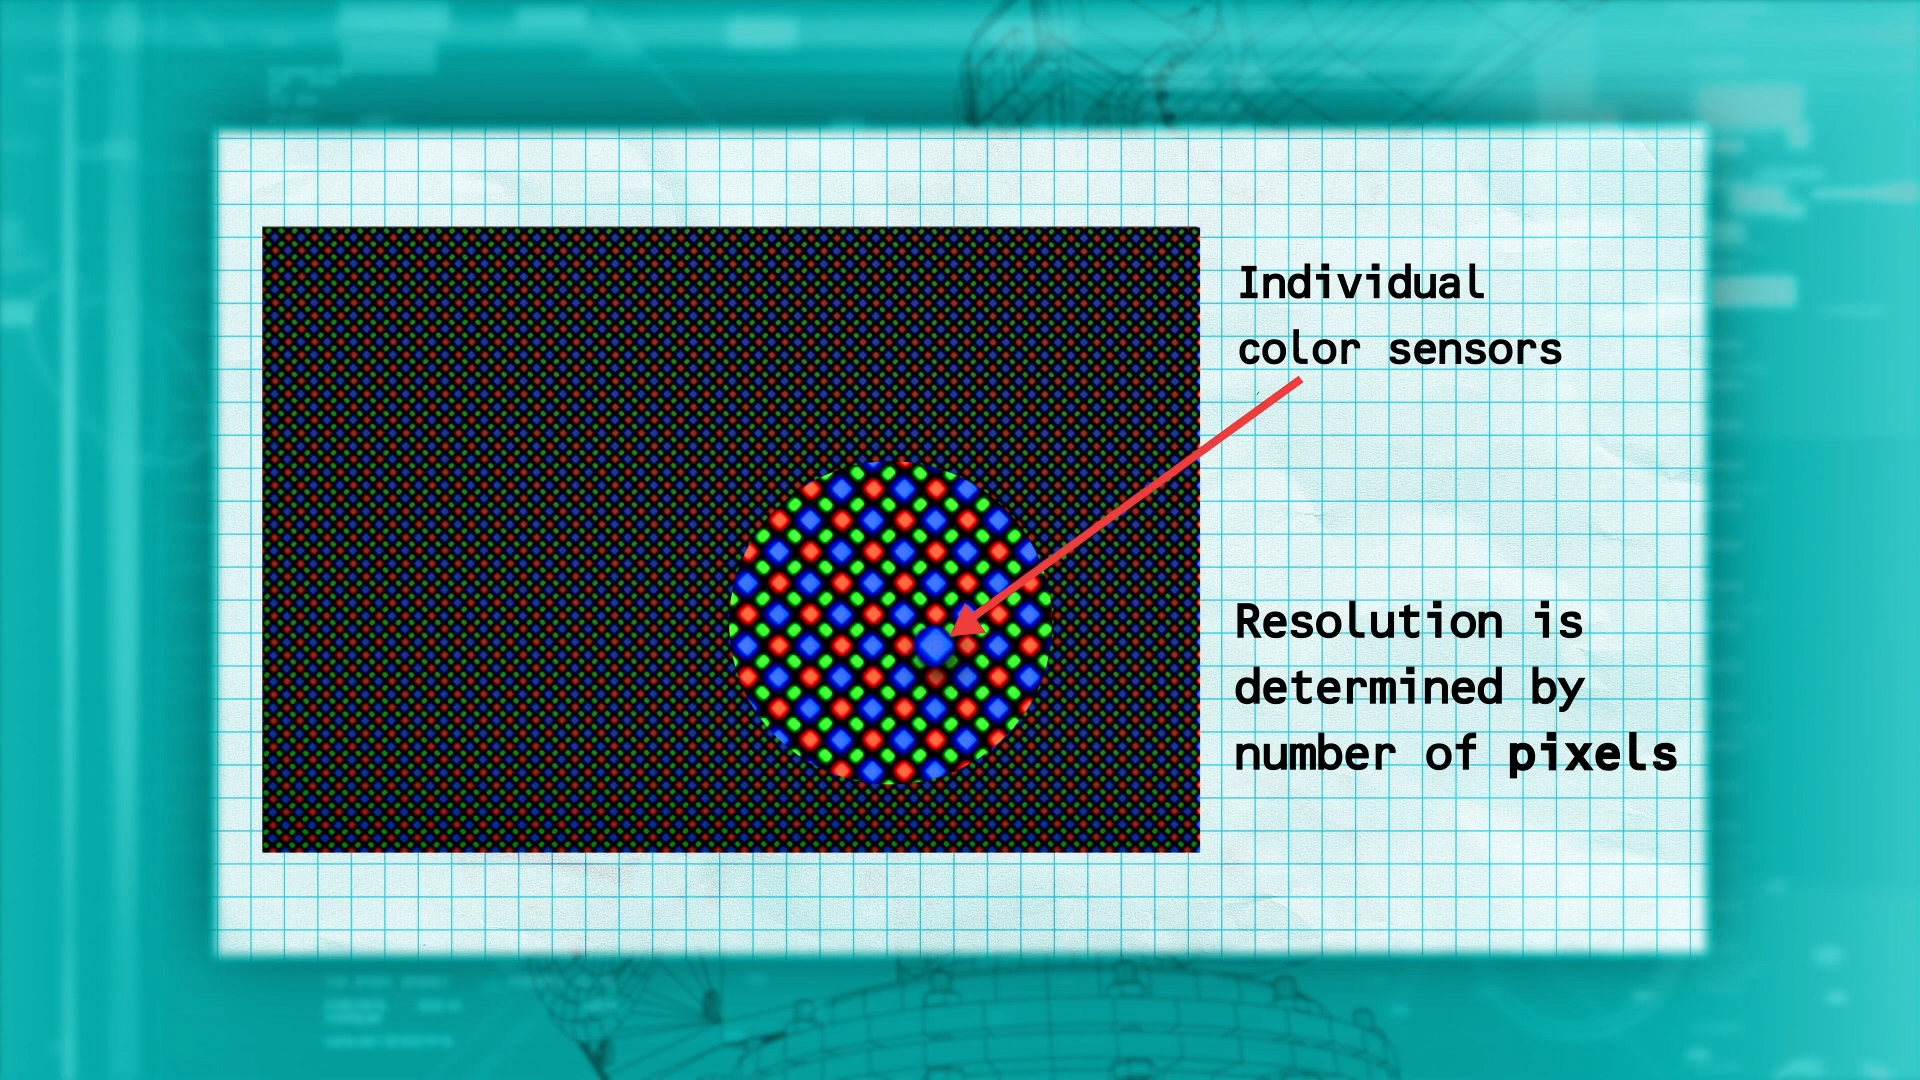 Individual
color sensors
Resolution is
determined by
number of pixels